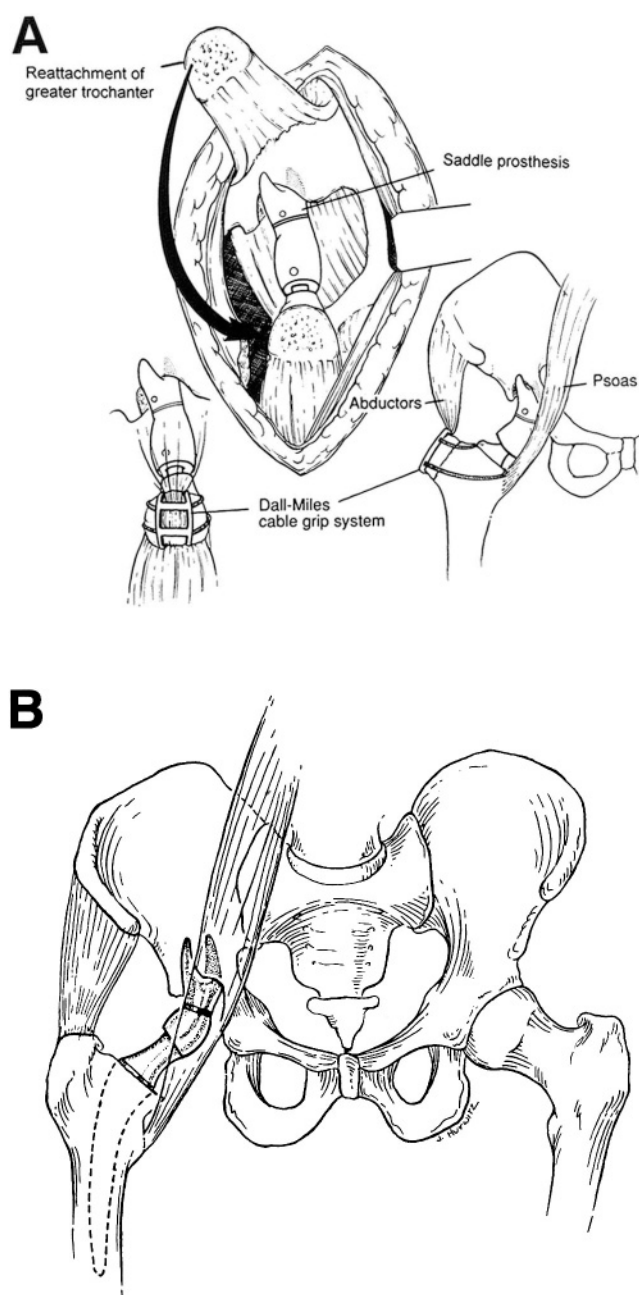 A
Reattachment of
greater trochanter
Saddle prosthesis
Psoas
Abductors
Dall-Miles
cable grip system
B
J. Hurwitz